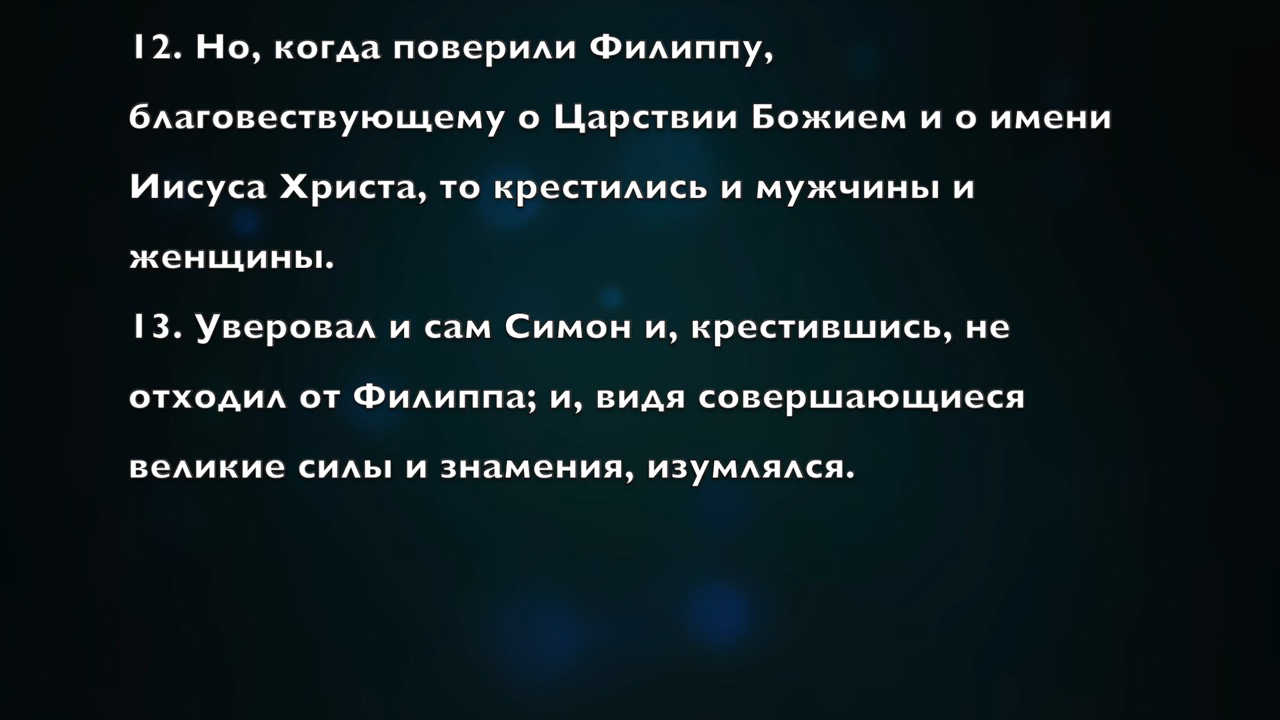 12. Но, когда поверили Филиппу,
благовествующему о Царствии Божием и о имени
Иисуса Христа, то крестились и мужчины и
женщины.
13. Уверовал и сам Симон и, крестившись, не
отходил от Филиппа; и, видя совершающиеся
великие силы и знамения, изумлялся.